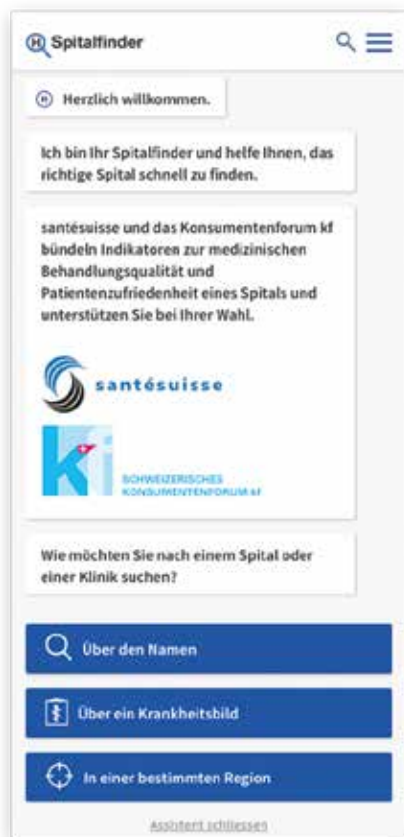 Spitalfinder
Herzlich willkommen.
Ich bin Ihr Spitalfinder und helfe Ihnen, das
richtige Spital schnell zu finden.
santésuisse und das Konsumentenforum kf
bündeln Indikatoren zur medizinischen
Behandlungsqualität und
Patientenzufriedenheit eines Spitals und
unterstützen Sie bei Ihrer Wahl.
santésuisse
kf
SCHWEIZERISCHES
KONSUMENTENFORUM kf
Wie möchten Sie nach einem Spital oder
einer Klinik suchen?
Über den Namen
Über ein Krankheitsbild
In einer bestimmten Region
Assistent schliessen